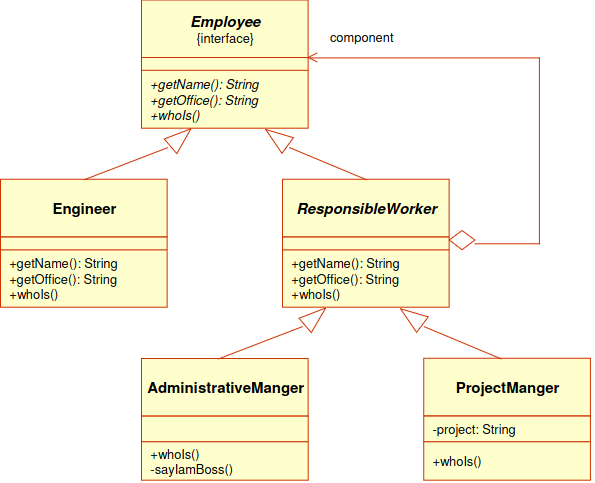 Employee
{interface}
component
+getName(): String
+getOffice(): String
+whoIs()
Engineer
+getName(): String
+getOffice(): String
+whoIs()
ResponsibleWorker
+getName(): String
+getOffice(): String
+whoIs()
AdministrativeManger
+whoIs()
-sayIamBoss()
ProjectManger
-project: String
+whoIs()